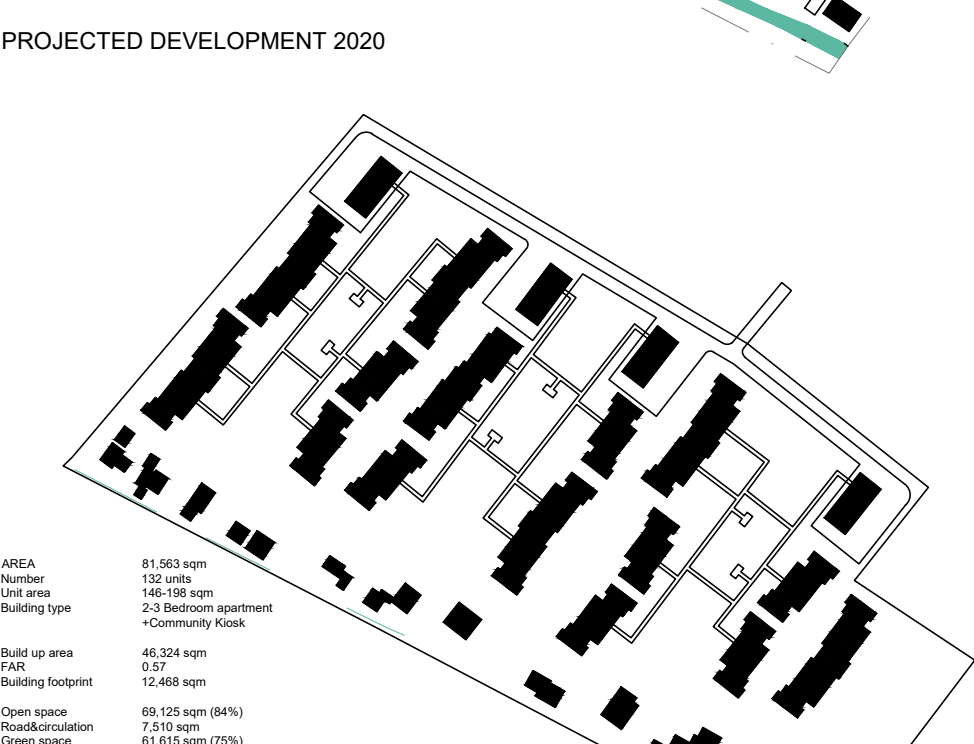 PROJECTED DEVELOPMENT 2020
AREA 81,563 sqm
Number 132 units
Unit area 146-198 sqm
Building type 2-3 Bedroom apartment
+Community Kiosk
Build up area 46,324 sqm
FAR 0.57
Building footprint 12,468 sqm
Open space 69,125 sqm (84%)
Road&circulation 7,510 sqm
Green space 61,615 sqm (75%)